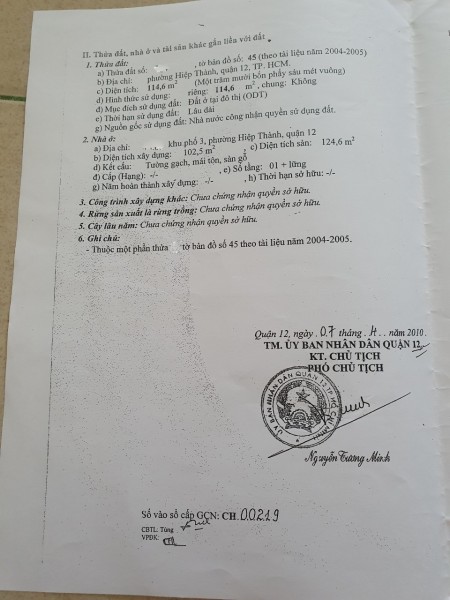 II. Thửa đất, nhà ở và tài sản khác gắn liền với đất
1. Thửa đất:
a) Thửa đất số: , tờ bản đồ số: 45 (theo tài liệu năm 2004-2005)
b) Địa chỉ: phường Hiệp Thành, quận 12, TP. HCM.
c) Diện tích: 114,6 m² (Một trăm mười bốn phẩy sáu mét vuông)
d) Hình thức sử dụng: riêng: 114,6 m², chung: Không
đ) Mục đích sử dụng đất: Đất ở tại đô thị (ODT)
e) Thời hạn sử dụng đất: Lâu dài
g) Nguồn gốc sử dụng đất: Nhà nước công nhận quyền sử dụng đất.
2. Nhà ở:
a) Địa chỉ: khu phố 3, phường Hiệp Thành, quận 12
b) Diện tích xây dựng: 102,5 m² , c) Diện tích sàn: 124,6 m²
d) Kết cấu: Tường gạch, mái tôn, sàn gỗ
đ) Cấp (Hạng): -/- , e) Số tầng: 01 + lửng
g) Năm hoàn thành xây dựng: -/- , h) Thời hạn sở hữu: -/-
3. Công trình xây dựng khác: Chưa chứng nhận quyền sở hữu.
4. Rừng sản xuất là rừng trồng: Chưa chứng nhận quyền sở hữu.
5. Cây lâu năm: Chưa chứng nhận quyền sở hữu.
6. Ghi chú:
- Thuộc một phần thửa tờ bản đồ số 45 theo tài liệu năm 2004-2005.
Quận 12, ngày 07 tháng 4 năm 2010.
TM. ỦY BAN NHÂN DÂN QUẬN 12
KT. CHỦ TỊCH
PHÓ CHỦ TỊCH
ỦY BAN NHÂN DÂN QUẬN 12 TP. HỒ CHÍ MINH
Nguyễn Tương Minh
Số vào sổ cấp GCN: CH 00219
CBTL: Tùng
VPĐK: